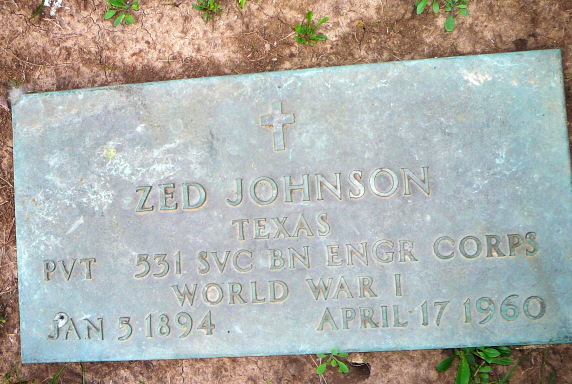 ZED JOHNSON
TEXAS
PVT 531 SVC BN ENGR CORPS
WORLD WAR I
JAN 5 1894 APRIL 17 1960